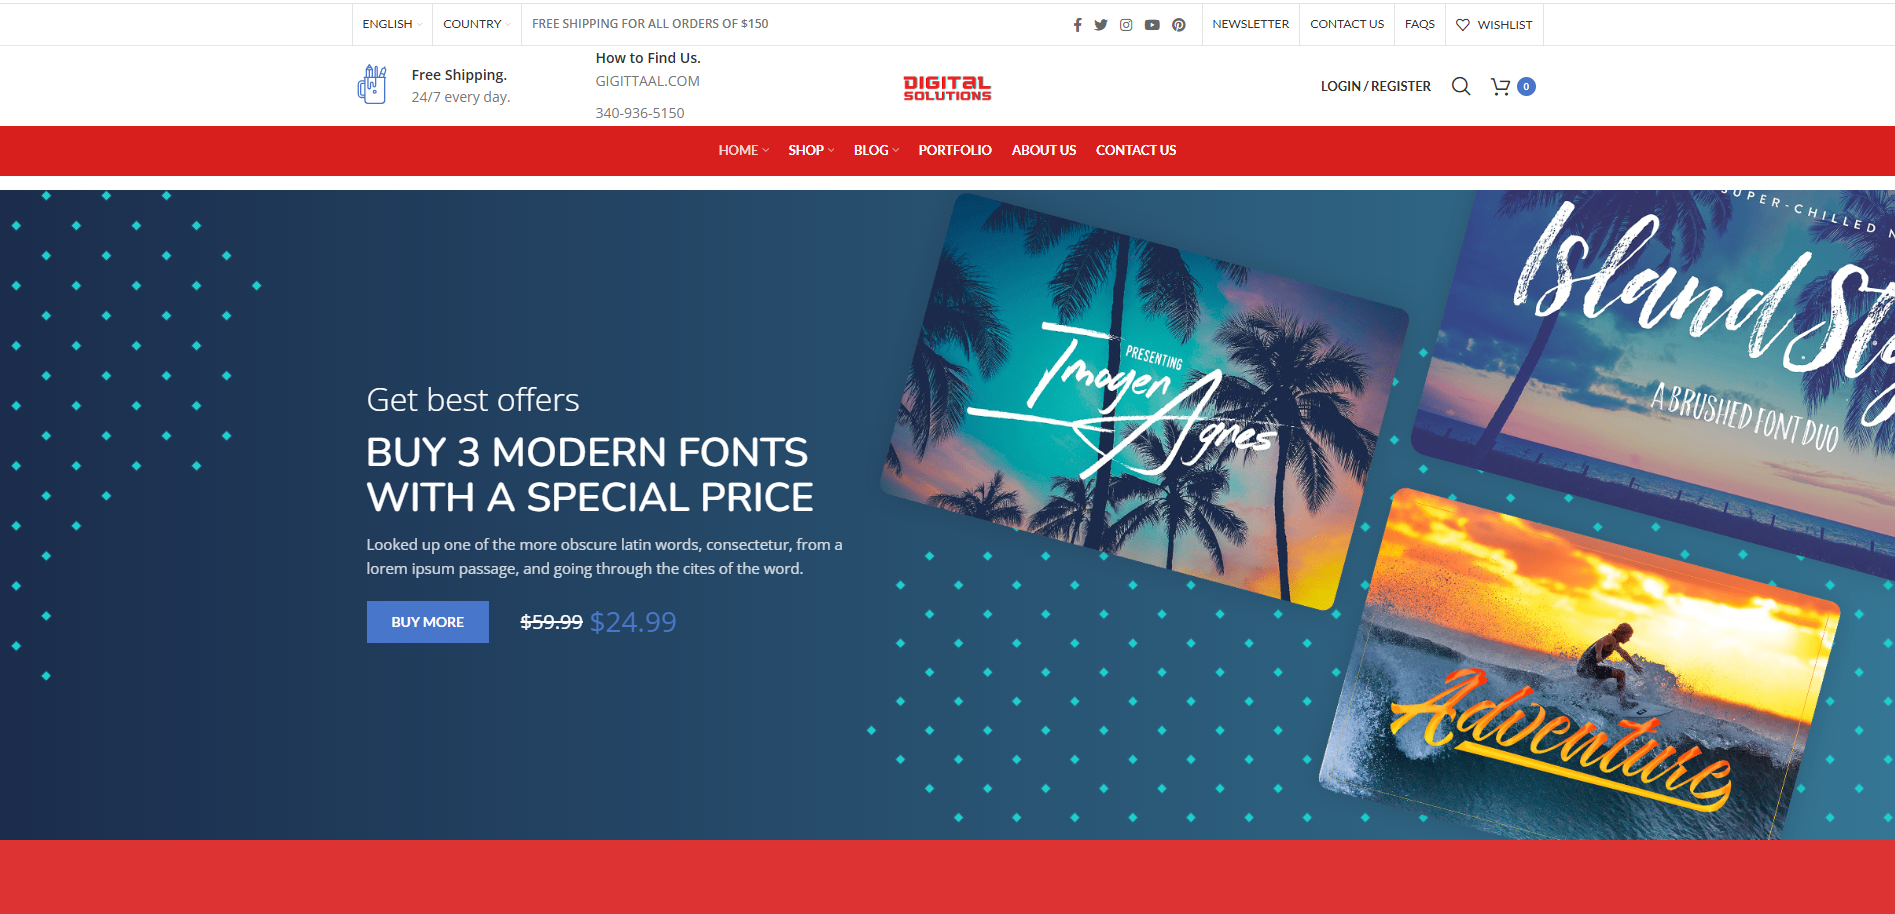 ENGLISH
COUNTRY
FREE SHIPPING FOR ALL ORDERS OF $150
NEWSLETTER
CONTACT US
FAQS
WISHLIST
Free Shipping.
24/7 every day.
How to Find Us.
GIGITTAAL.COM
340-936-5150
DIGITAL
SOLUTIONS
LOGIN / REGISTER
0
HOME
SHOP
BLOG
PORTFOLIO
ABOUT US
CONTACT US
Get best offers
BUY 3 MODERN FONTS
WITH A SPECIAL PRICE
Looked up one of the more obscure latin words, consectetur, from a
lorem ipsum passage, and going through the cites of the word.
BUY MORE
$59.99 $24.99
PRESENTING
Imogen
Agnes
SUPER-CHILLED
Island
A BRUSHED FONT DUO
Adventure